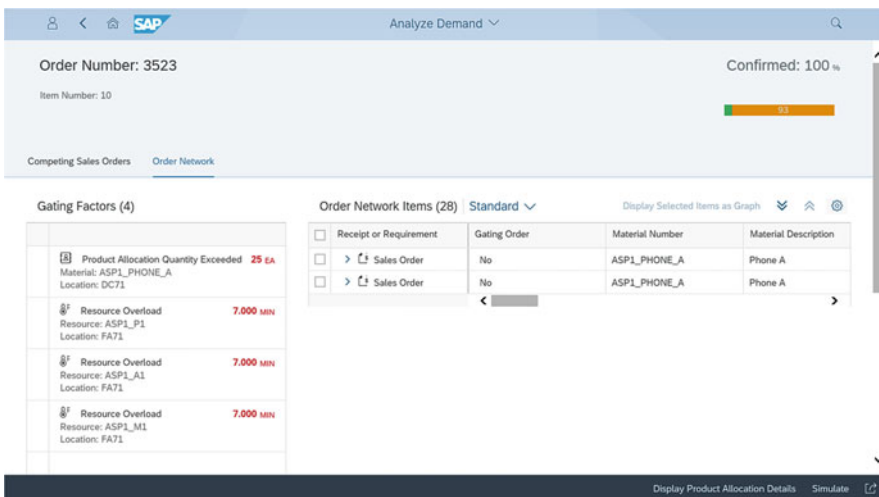 SAP
Analyze Demand
Order Number: 3523
Confirmed: 100 %
Item Number: 10
93
Competing Sales Orders Order Network
Gating Factors (4)
Product Allocation Quantity Exceeded 25 EA
Material: ASP1_PHONE_A
Location: DC71
Resource Overload 7.000 MIN
Resource: ASP1_P1
Location: FA71
Resource Overload 7.000 MIN
Resource: ASP1_A1
Location: FA71
Resource Overload 7.000 MIN
Resource: ASP1_M1
Location: FA71
Order Network Items (28) Standard Display Selected Items as Graph
Receipt or Requirement Gating Order Material Number Material Description
Sales Order No ASP1_PHONE_A Phone A
Sales Order No ASP1_PHONE_A Phone A
Display Product Allocation Details Simulate